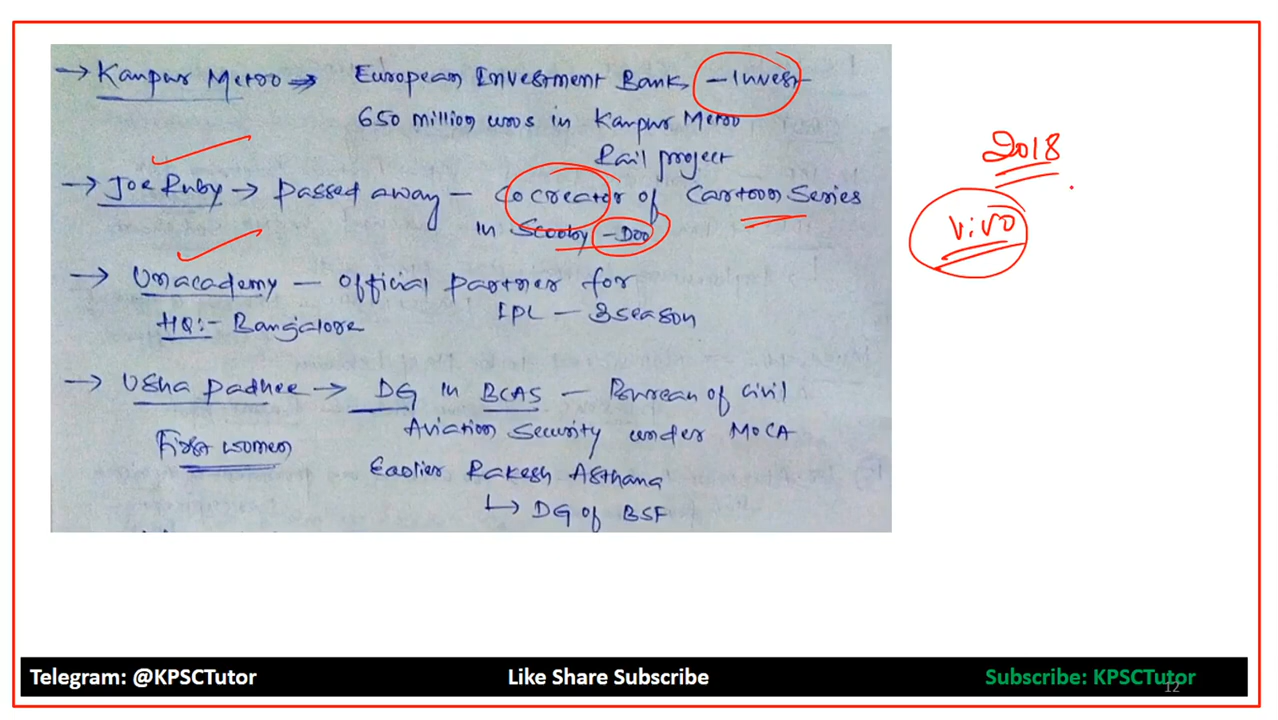 → Kanpur Metro ⇒ European Investment Bank - Invest
650 million uros in Kanpur Metro
Rail project
→ Joe Ruby → Passed away - Co creator of Cartoon Series
in Scooby - Doo
→ Unacademy - official partner for
HQ:- Bangalore
IPL - 3 season
→ Usha Padhee → DG in BCAS - Bureau of civil
First women
Aviation Security under MoCA
Earlier Rakesh Asthana
↳ DG of BSF
2018
ViVO
Telegram: @KPSCTutor
Like Share Subscribe
Subscribe: KPSCTutor
12